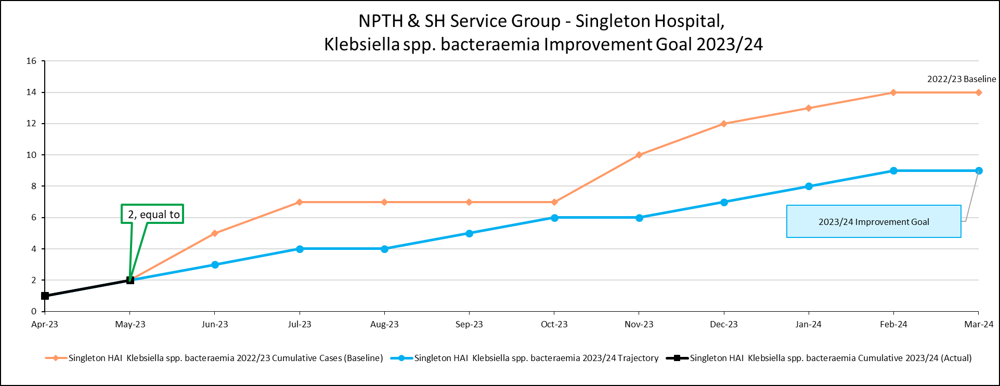 NPTH & SH Service Group - Singleton Hospital,
Klebsiella spp. bacteraemia Improvement Goal 2023/24
16
14
12
10
8
6
4
2
0
2022/23 Baseline
2, equal to
2023/24 Improvement Goal
Apr-23 May-23 Jun-23 Jul-23 Aug-23 Sep-23 Oct-23 Nov-23 Dec-23 Jan-24 Feb-24 Mar-24
Singleton HAI Klebsiella spp. bacteraemia 2022/23 Cumulative Cases (Baseline) Singleton HAI Klebsiella spp. bacteraemia 2023/24 Trajectory Singleton HAI Klebsiella spp. bacteraemia Cumulative 2023/24 (Actual)